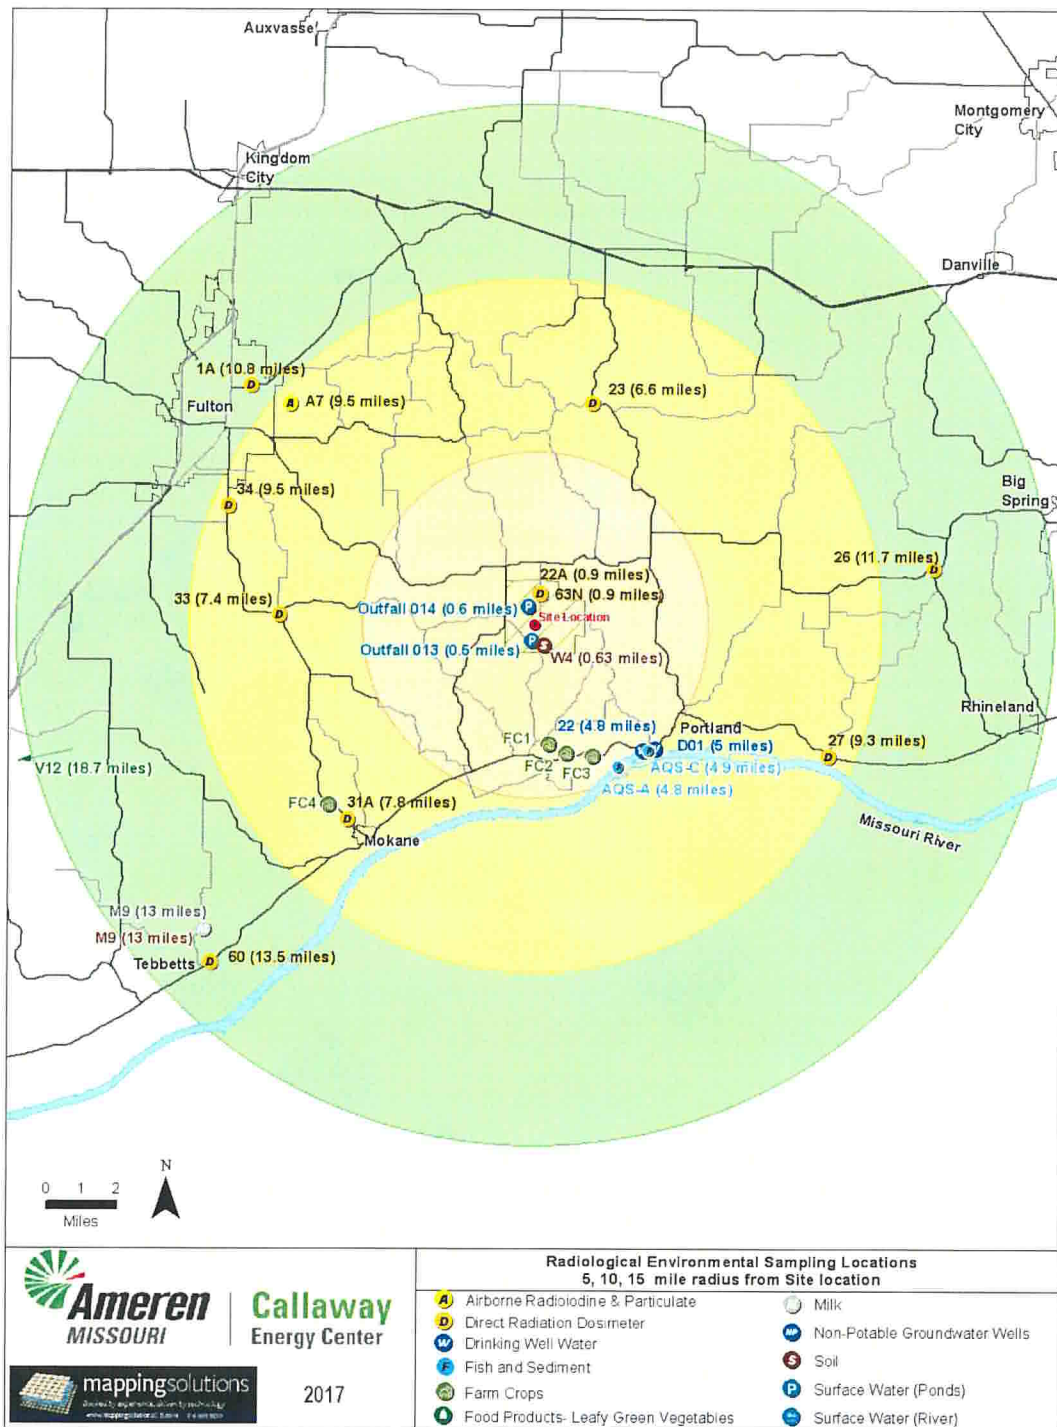 Auxvasse
Montgomery
City
Kingdom
City
Danville
1A (10.8 miles)
A
A7 (9.5 miles)
D
23 (6.6 miles)
D
Fulton
34 (9.5 miles)
D
Big
Spring
26 (11.7 miles)
D
22A (0.9 miles)
D
63N (0.9 miles)
33 (7.4 miles)
D
Outfall 014 (0.6 miles)
P
Site Location
Outfall 013 (0.5 miles)
P
S
W4 (0.63 miles)
Rhineland
22 (4.8 miles)
Portland
FC1
D01 (5 miles)
27 (9.3 miles)
D
V12 (18.7 miles)
FC2
FC3
AQS-C (4.9 miles)
AQS-A (4.8 miles)
FC4
31A (7.8 miles)
D
Mokane
Missouri River
M9 (13 miles)
M9 (13 miles)
Tebbetts
60 (13.5 miles)
D
N
0 1 2
Miles
Ameren
MISSOURI
Callaway
Energy Center
mappingsolutions
2017
Radiological Environmental Sampling Locations
5, 10, 15 mile radius from Site location
A Airborne Radioiodine & Particulate
D Direct Radiation Dosimeter
W Drinking Well Water
F Fish and Sediment
Farm Crops
Food Products- Leafy Green Vegetables
Milk
NP Non-Potable Groundwater Wells
S Soil
P Surface Water (Ponds)
Surface Water (River)